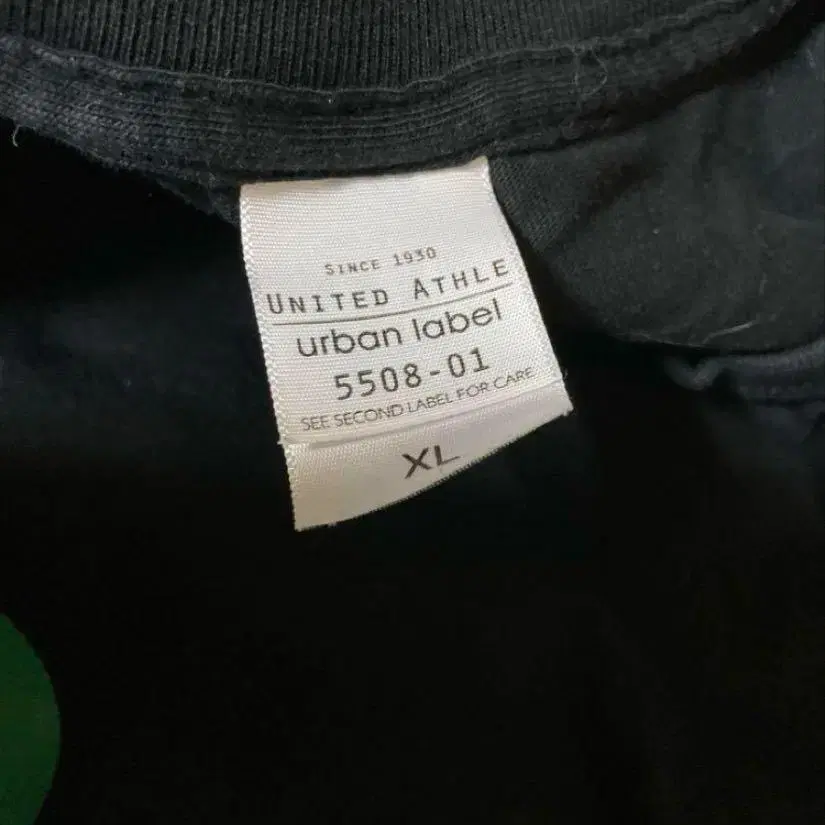 SINCE 1930
UNITED ATHLE
urban label
5508-01
SEE SECOND LABEL FOR CARE
XL